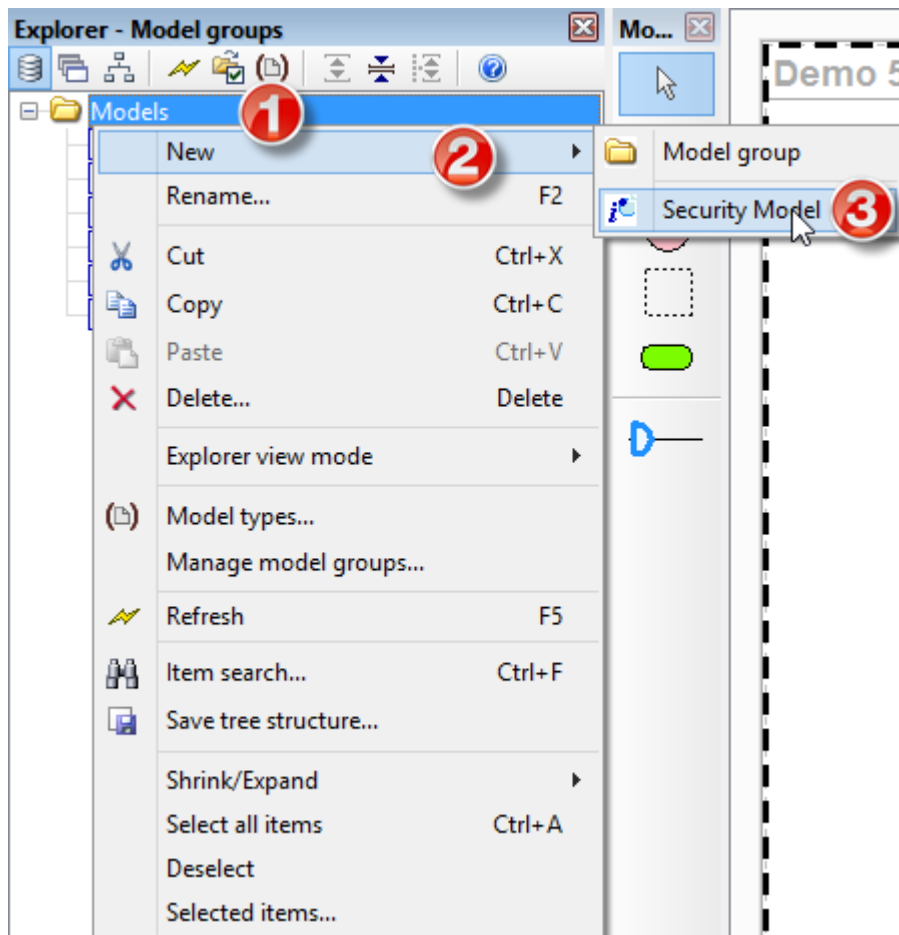 Explorer - Model groups
Mo...
Demo 5
Models
1
New
2
Model group
Rename... F2
Security Model
3
Cut Ctrl+X
Copy Ctrl+C
Paste Ctrl+V
Delete... Delete
Explorer view mode
Model types...
Manage model groups...
Refresh F5
Item search... Ctrl+F
Save tree structure...
Shrink/Expand
Select all items Ctrl+A
Deselect
Selected items...